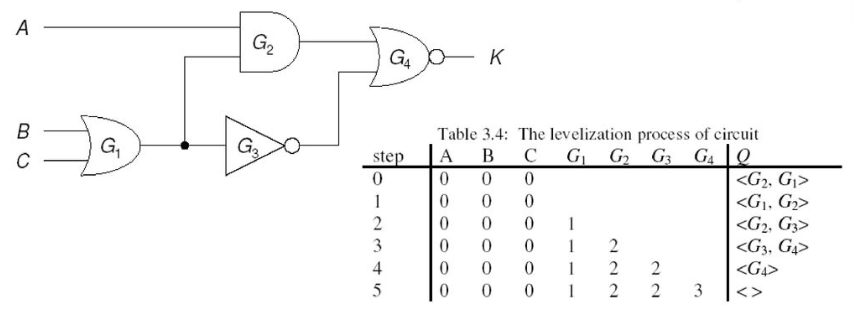 A
G2
G4
K
B
C
G1
G3
Table 3.4: The levelization process of circuit
step A B C G1 G2 G3 G4 Q
0 0 0 0 <G2, G1>
1 0 0 0 <G1, G2>
2 0 0 0 1 <G2, G3>
3 0 0 0 1 2 <G3, G4>
4 0 0 0 1 2 2 <G4>
5 0 0 0 1 2 2 3 < >